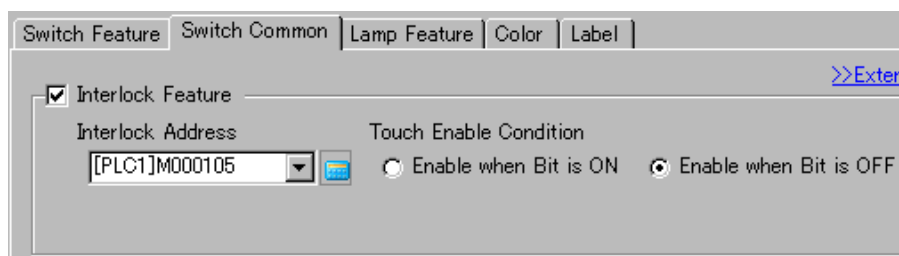 Switch Feature Switch Common Lamp Feature Color Label
>>Exter
Interlock Feature
Interlock Address Touch Enable Condition
[PLC1]M000105 Enable when Bit is ON Enable when Bit is OFF